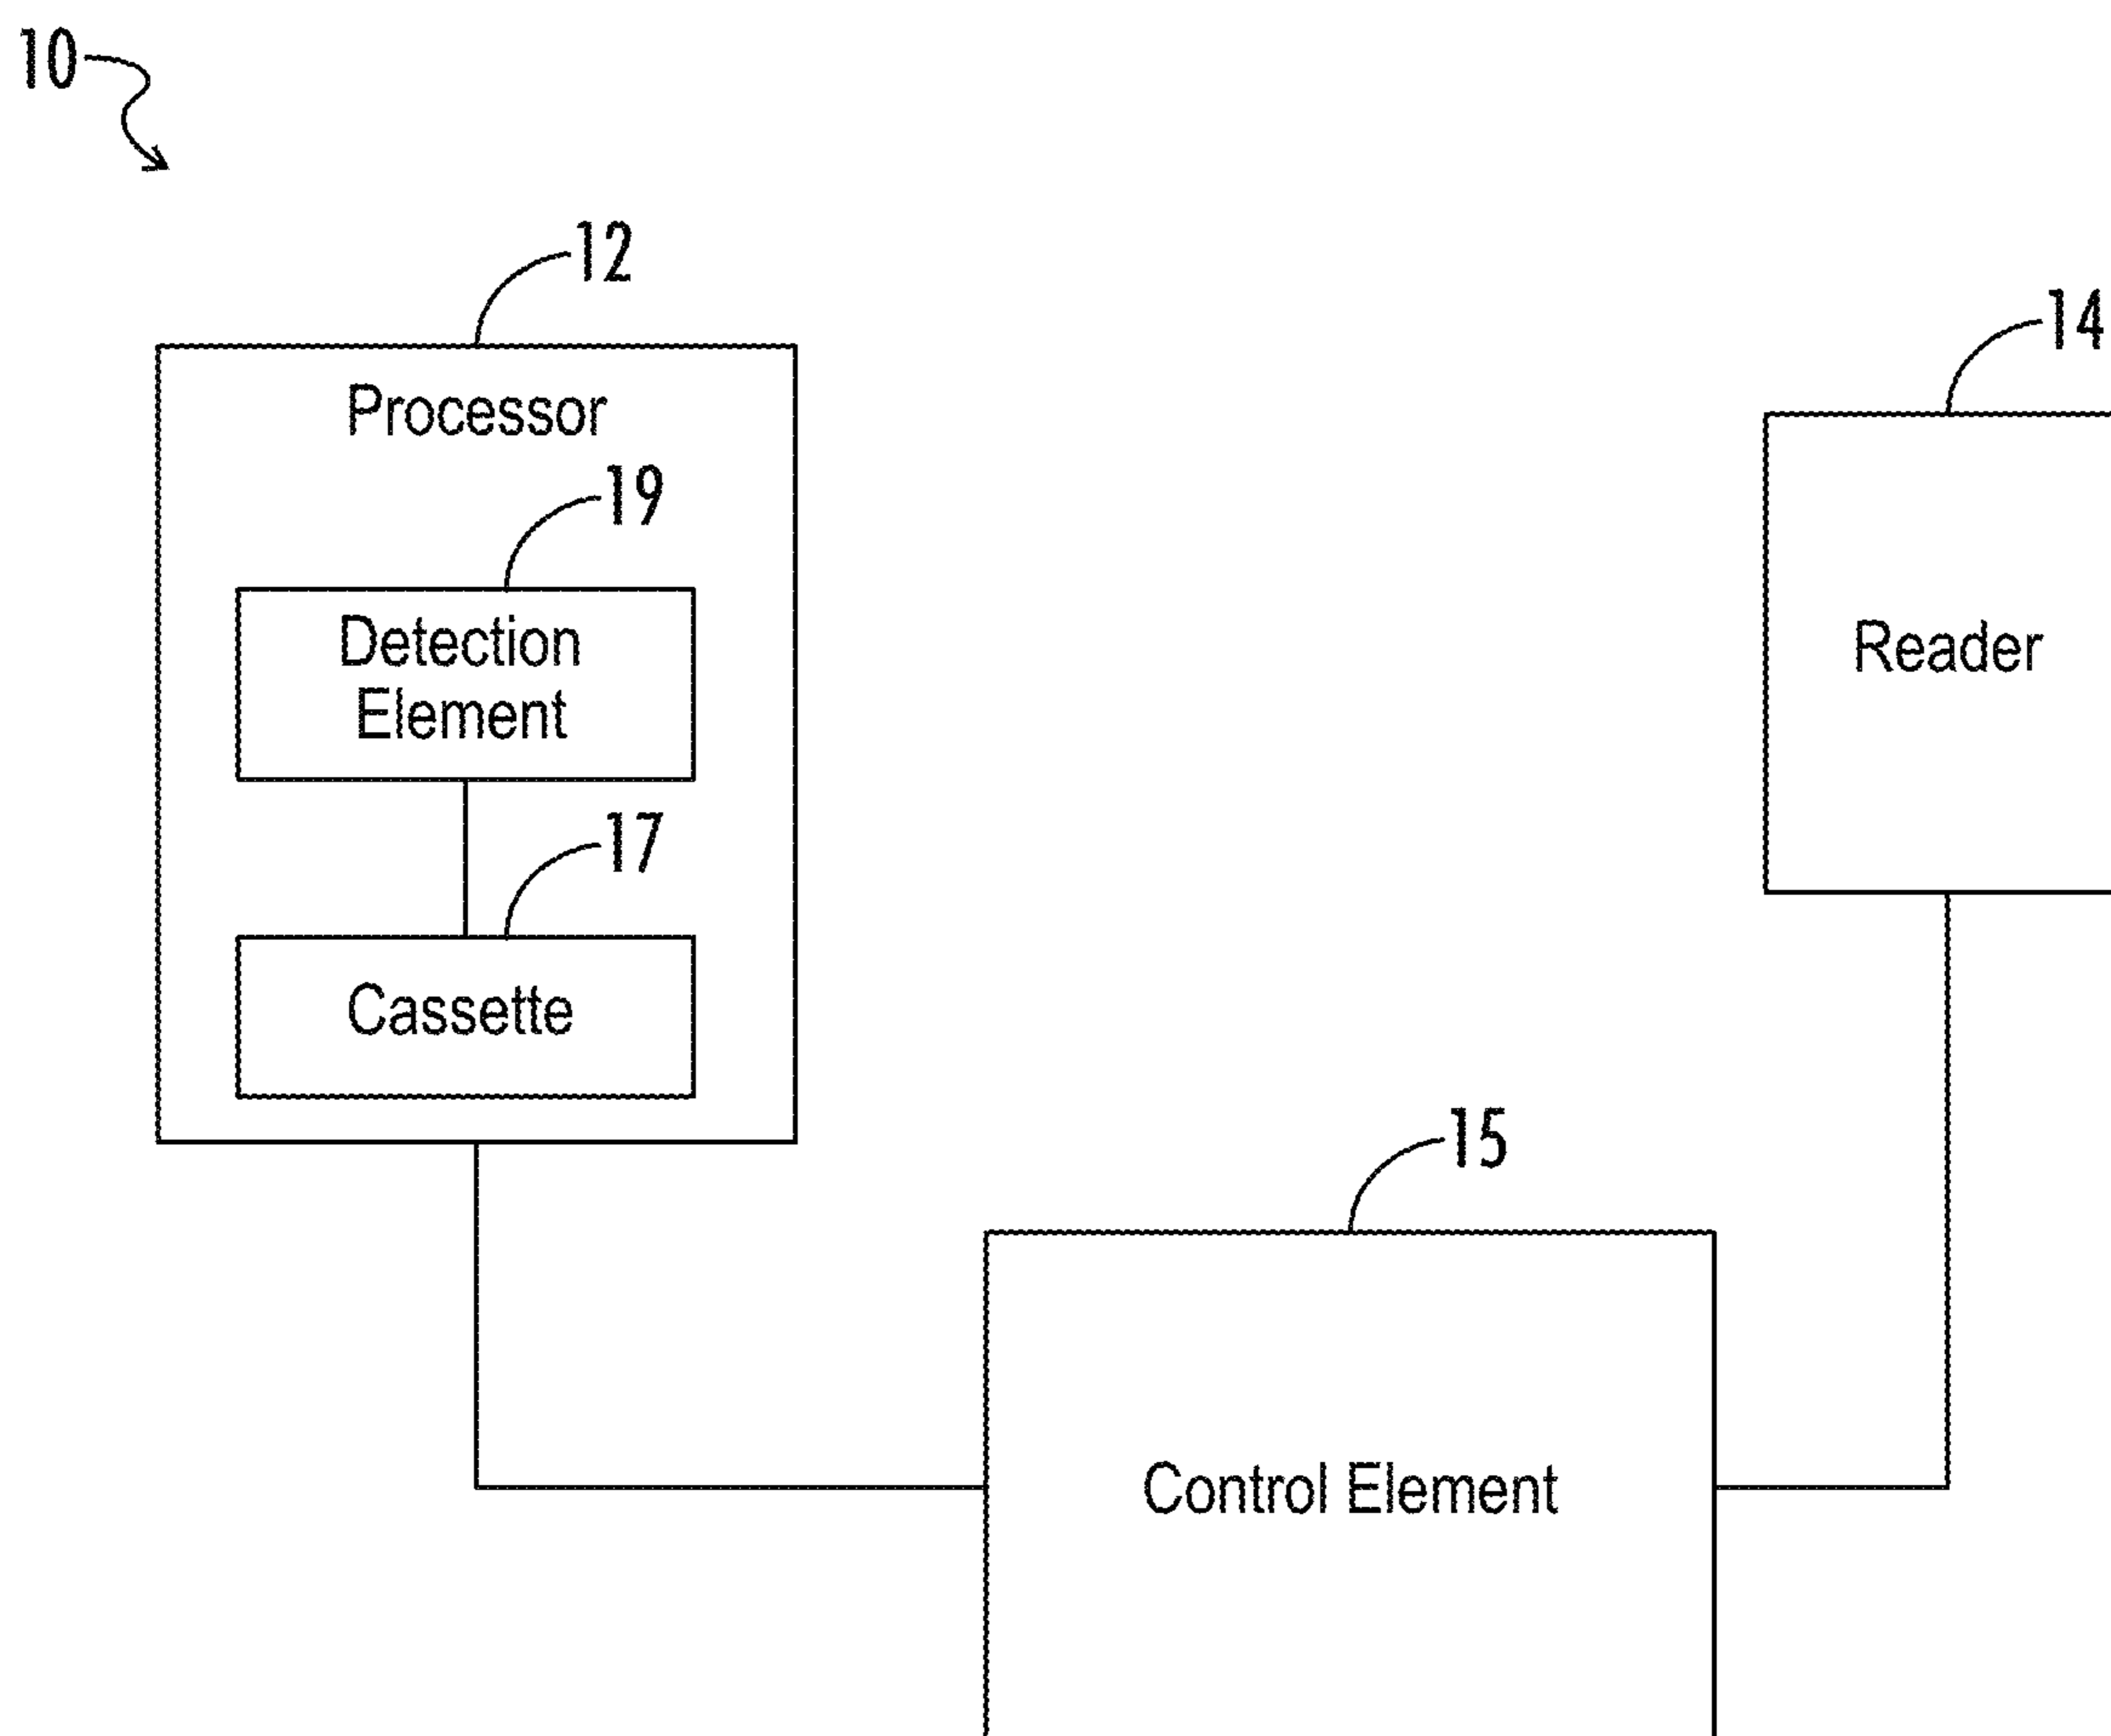 10
12
14
Processor
19
Detection
Element
Reader
17
Cassette
15
Control Element